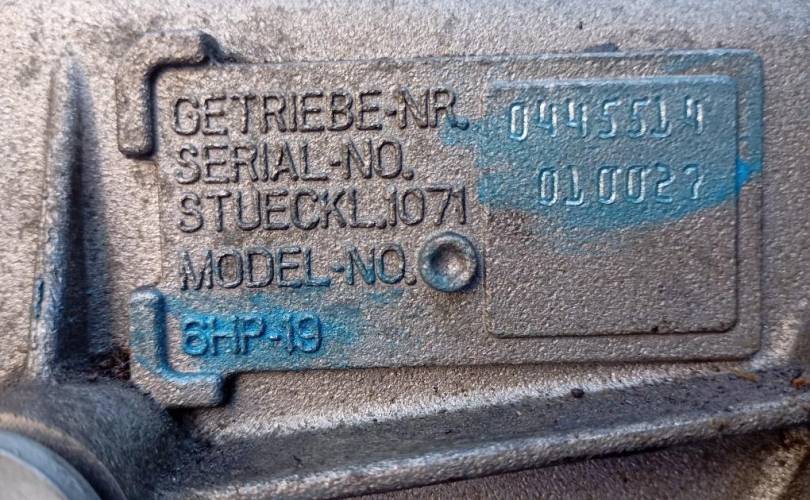 GETRIEBE-NR. 0445514
SERIAL-NO. 010027
STUECKL.1071
MODEL-NO.
6HP-19